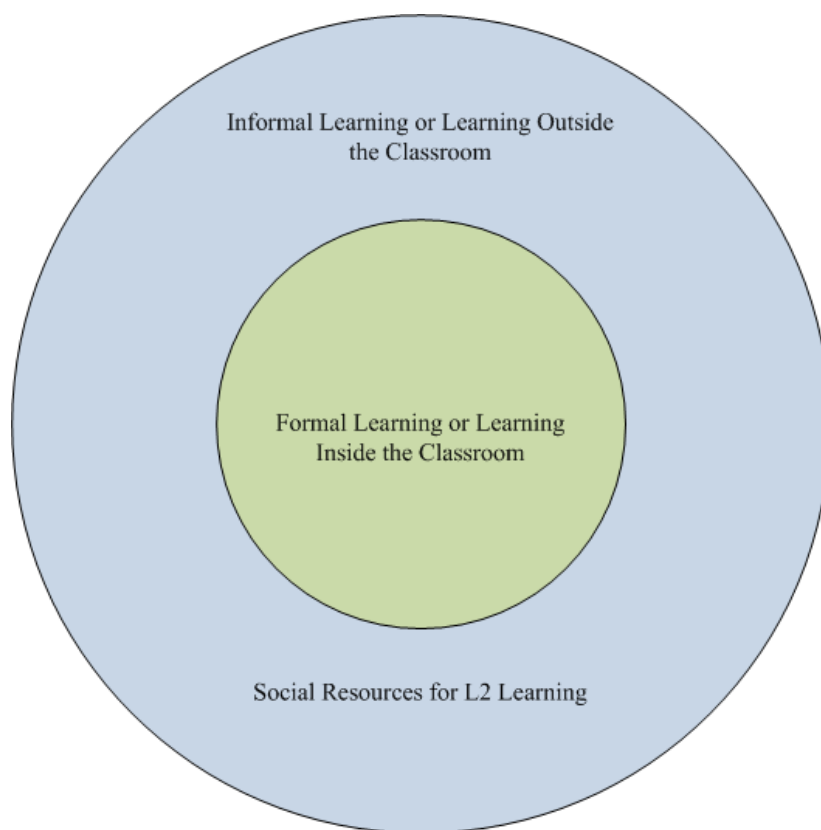 Informal Learning or Learning Outside
the Classroom
Formal Learning or Learning
Inside the Classroom
Social Resources for L2 Learning